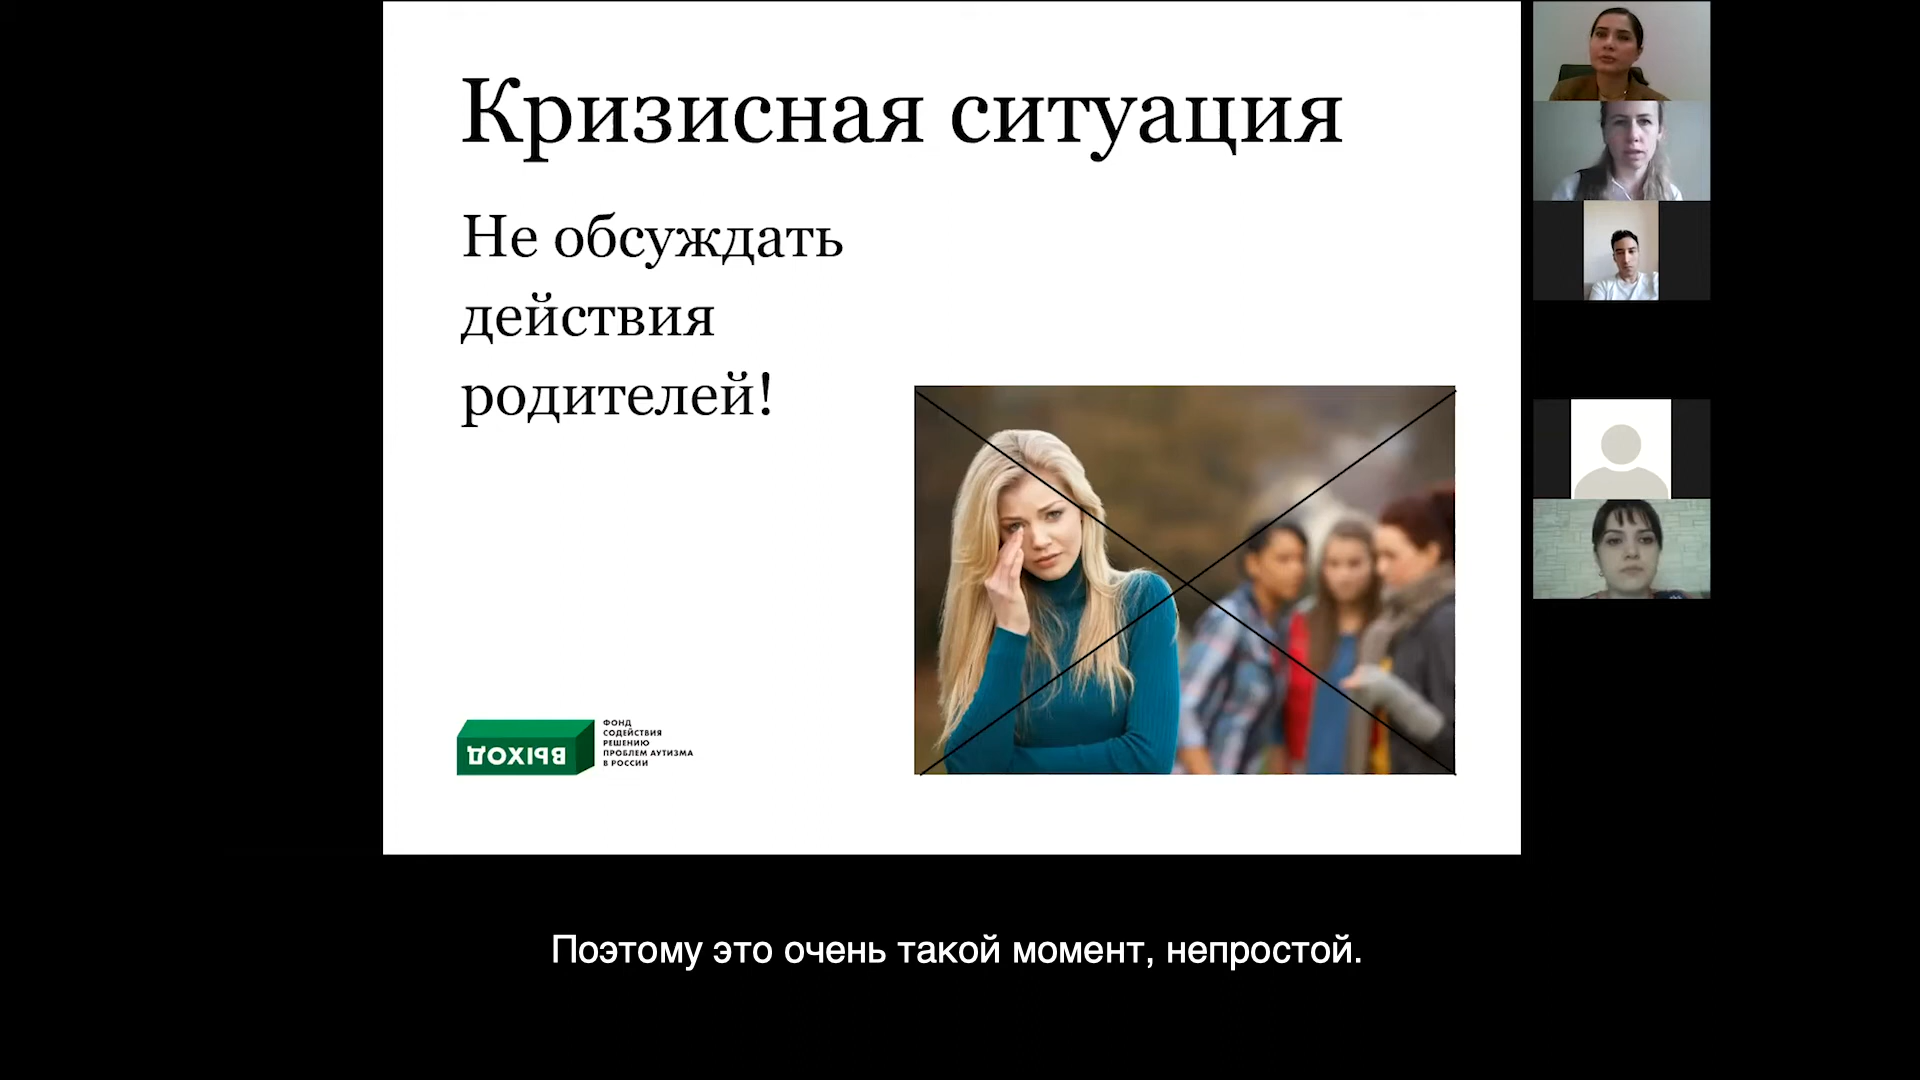 Кризисная ситуация
Не обсуждать
действия
родителей!
ВЫХОД
ФОНД
СОДЕЙСТВИЯ
РЕШЕНИЮ
ПРОБЛЕМ АУТИЗМА
В РОССИИ
Поэтому это очень такой момент, непростой.